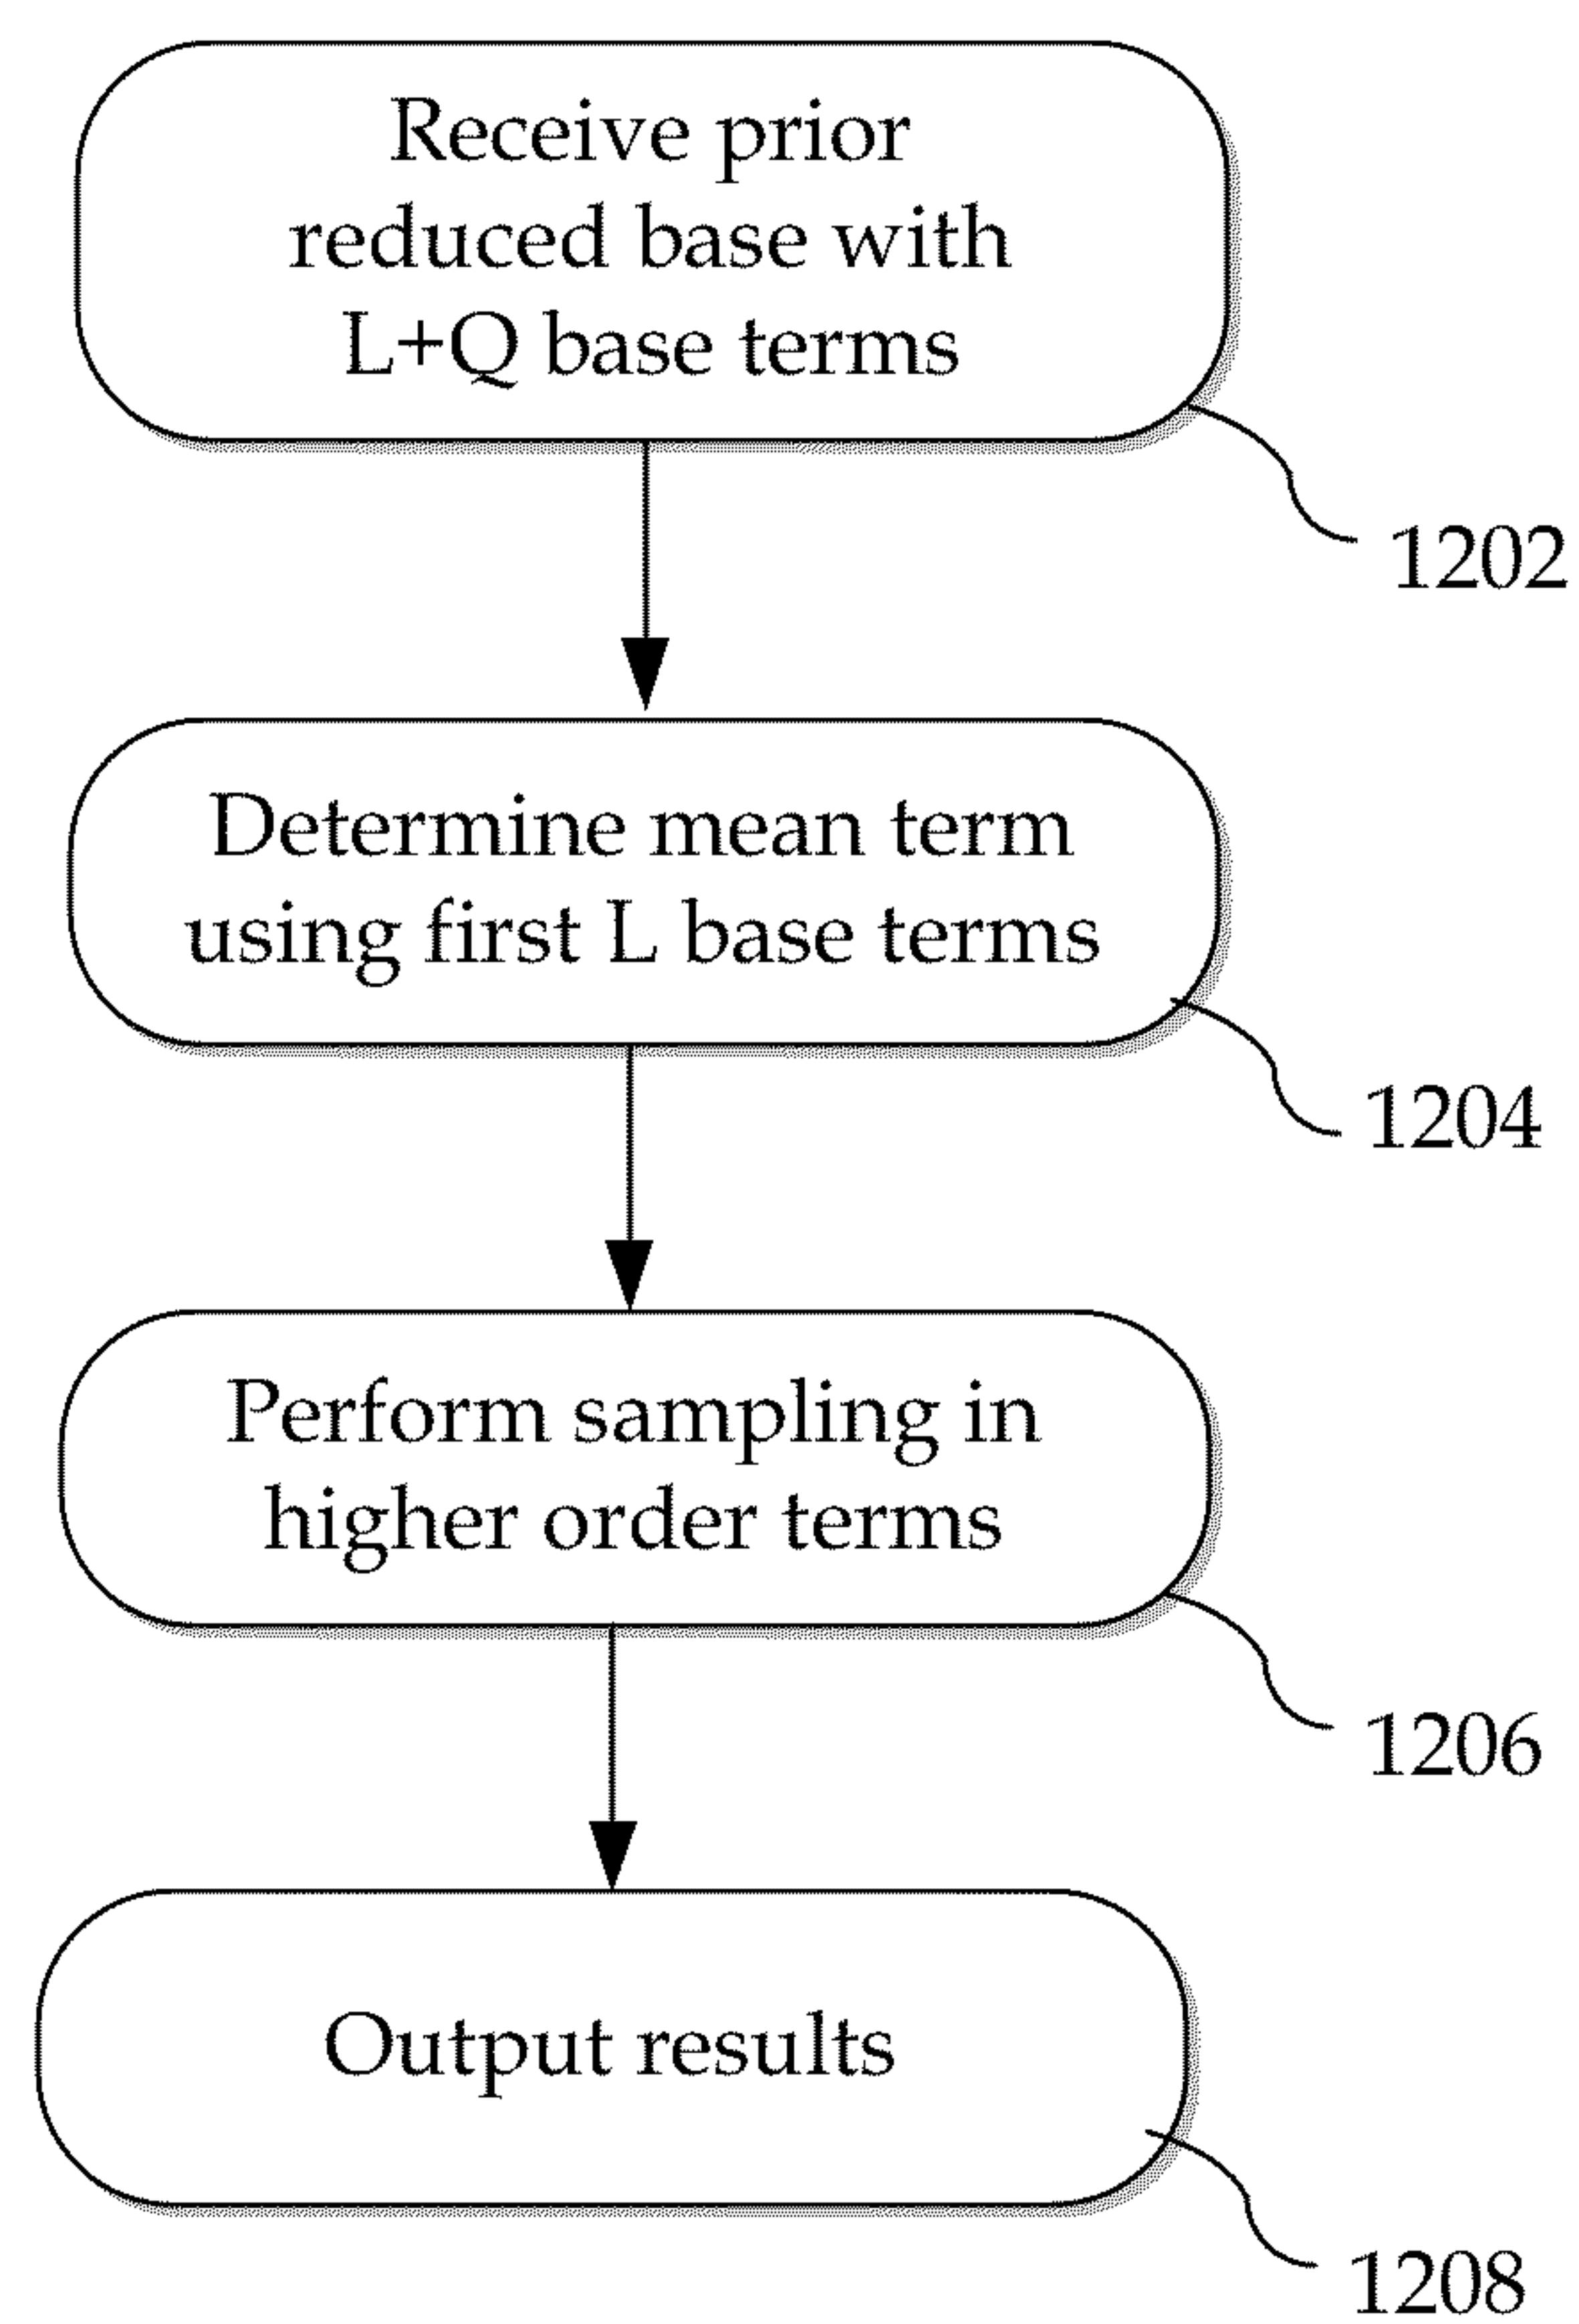 Receive prior
reduced base with
L+Q base terms
1202
Determine mean term
using first L base terms
1204
Perform sampling in
higher order terms
1206
Output results
1208